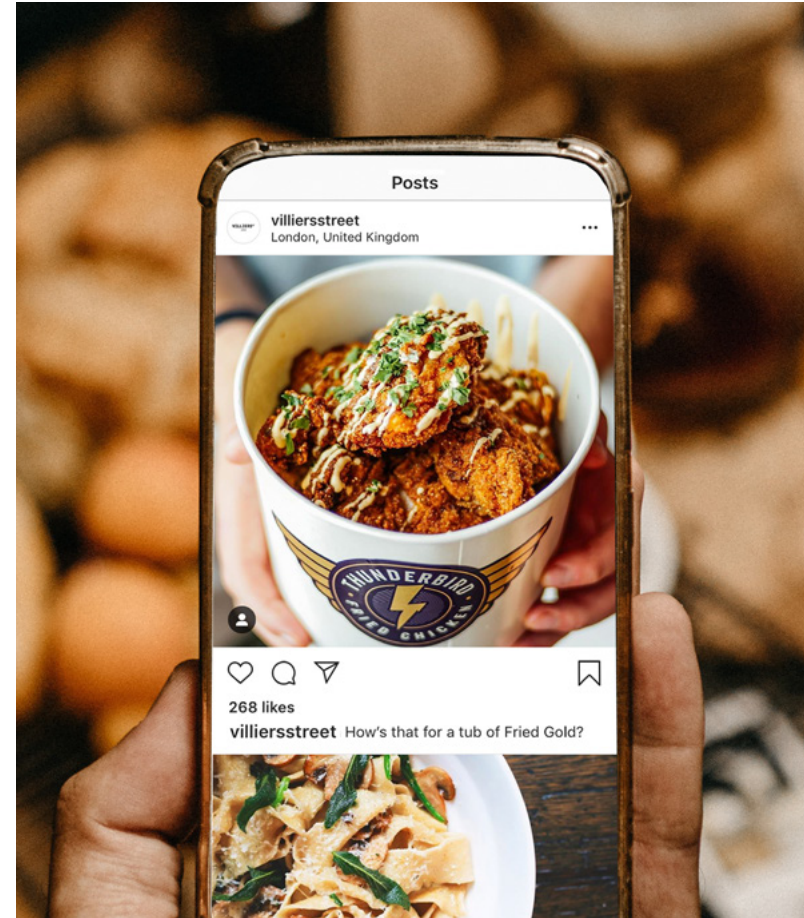 Posts
villiersstreet
London, United Kingdom
THUNDERBIRD
FRIED CHICKEN
268 likes
villiersstreet How's that for a tub of Fried Gold?